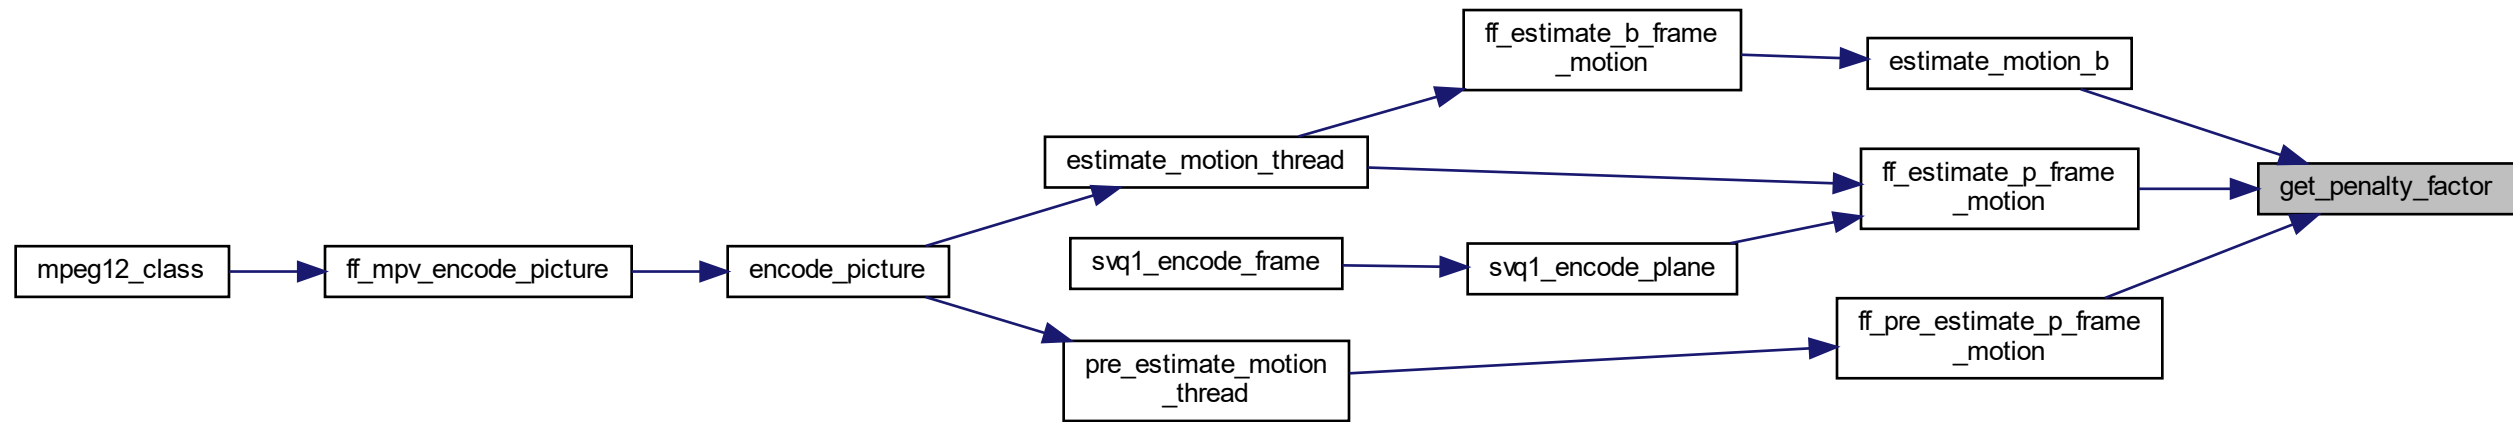 ff_estimate_b_frame
_motion
estimate_motion_b
estimate_motion_thread
ff_estimate_p_frame
_motion
get_penalty_factor
mpeg12_class
ff_mpv_encode_picture
encode_picture
svq1_encode_frame
svq1_encode_plane
ff_pre_estimate_p_frame
_motion
pre_estimate_motion
_thread